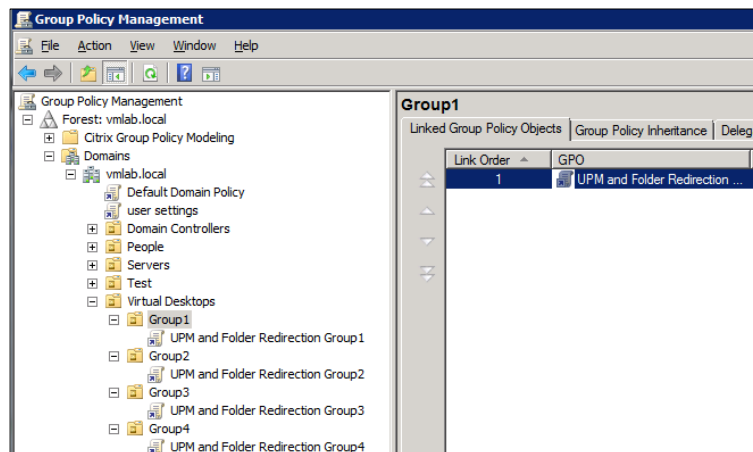 Group Policy Management
File Action View Window Help
Group Policy Management
Forest: vmlab.local
Citrix Group Policy Modeling
Domains
vmlab.local
Default Domain Policy
user settings
Domain Controllers
People
Servers
Test
Virtual Desktops
Group1
UPM and Folder Redirection Group1
Group2
UPM and Folder Redirection Group2
Group3
UPM and Folder Redirection Group3
Group4
UPM and Folder Redirection Group4
Group1
Linked Group Policy Objects Group Policy Inheritance Deleg
Link Order GPO
1 UPM and Folder Redirection ...